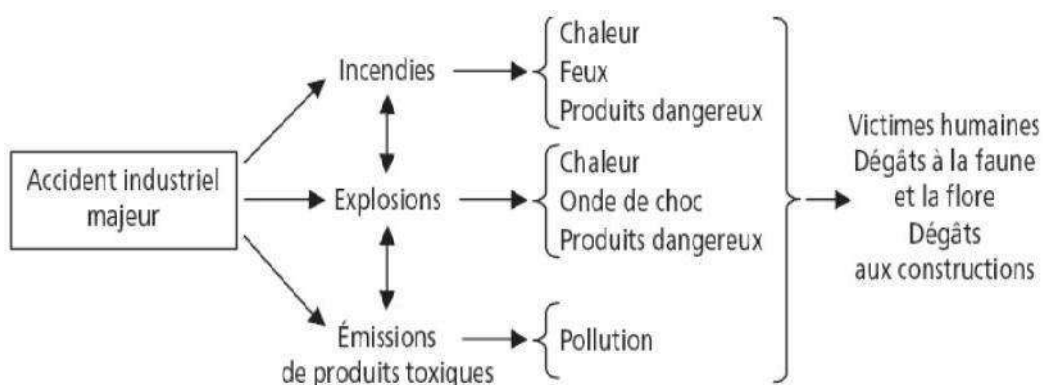 Accident industriel
majeur
Incendies
Explosions
Émissions
de produits toxiques
Chaleur
Feux
Produits dangereux
Chaleur
Onde de choc
Produits dangereux
Pollution
Victimes humaines
Dégâts à la faune
et la flore
Dégâts
aux constructions